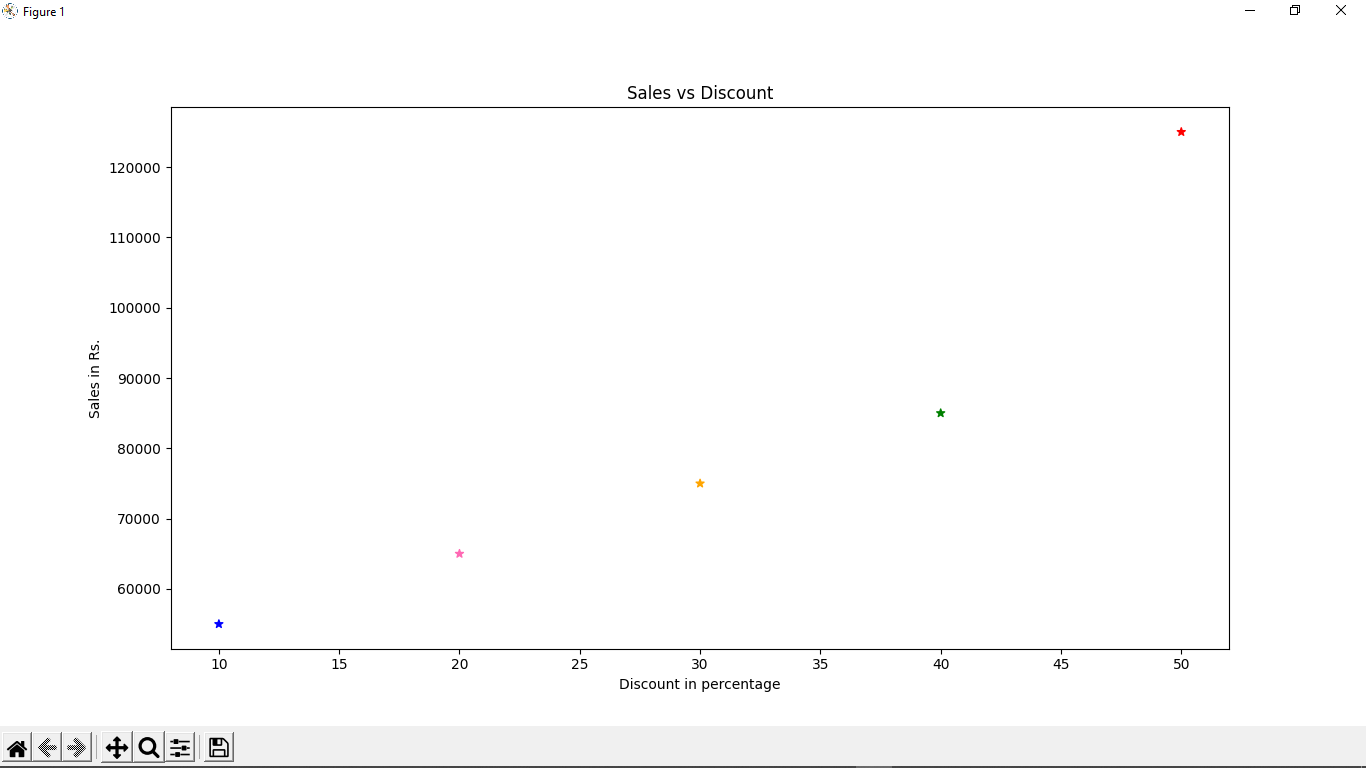 Figure 1
Sales vs Discount
120000
110000
100000
90000
80000
70000
60000
Sales in Rs.
10 15 20 25 30 35 40 45 50
Discount in percentage